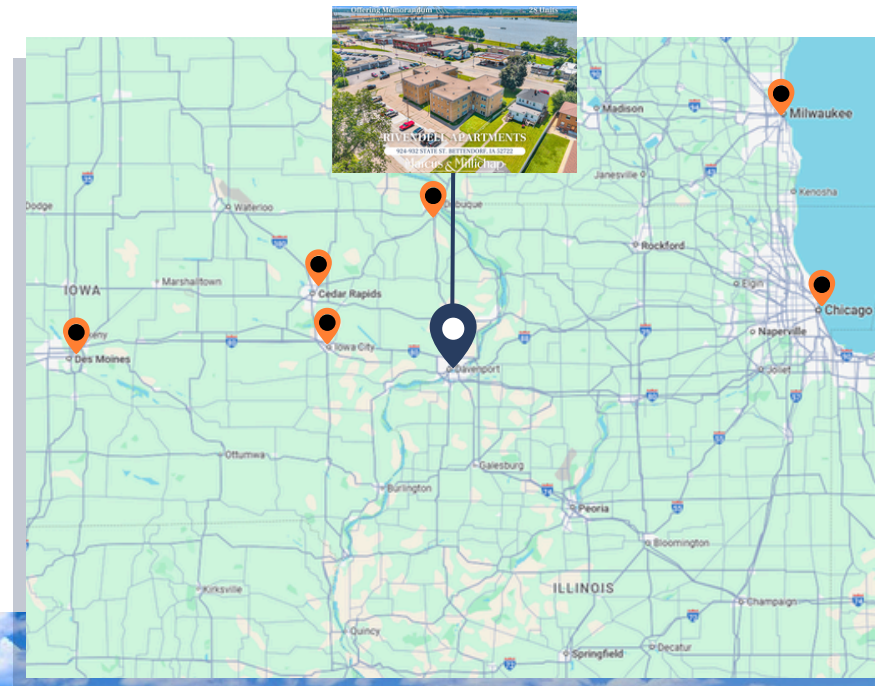 Offering Memorandum
28 Units
RIVENDELL APARTMENTS
924-932 STATE ST. BETTENDORF, IA 52722
Marcus & Millichap
Madison
Milwaukee
Janesville
Kenosha
Dodge
Waterloo
buque
Rockford
IOWA
Marshalltown
Cedar Rapids
Elgin
Chicago
keny
Iowa City
Naperville
Des Moines
Davenport
Joliet
Ottumwa
Galesburg
Burlington
Peoria
Bloomington
Kirksville
ILLINOIS
Champaign
Quincy
Springfield
Decatur